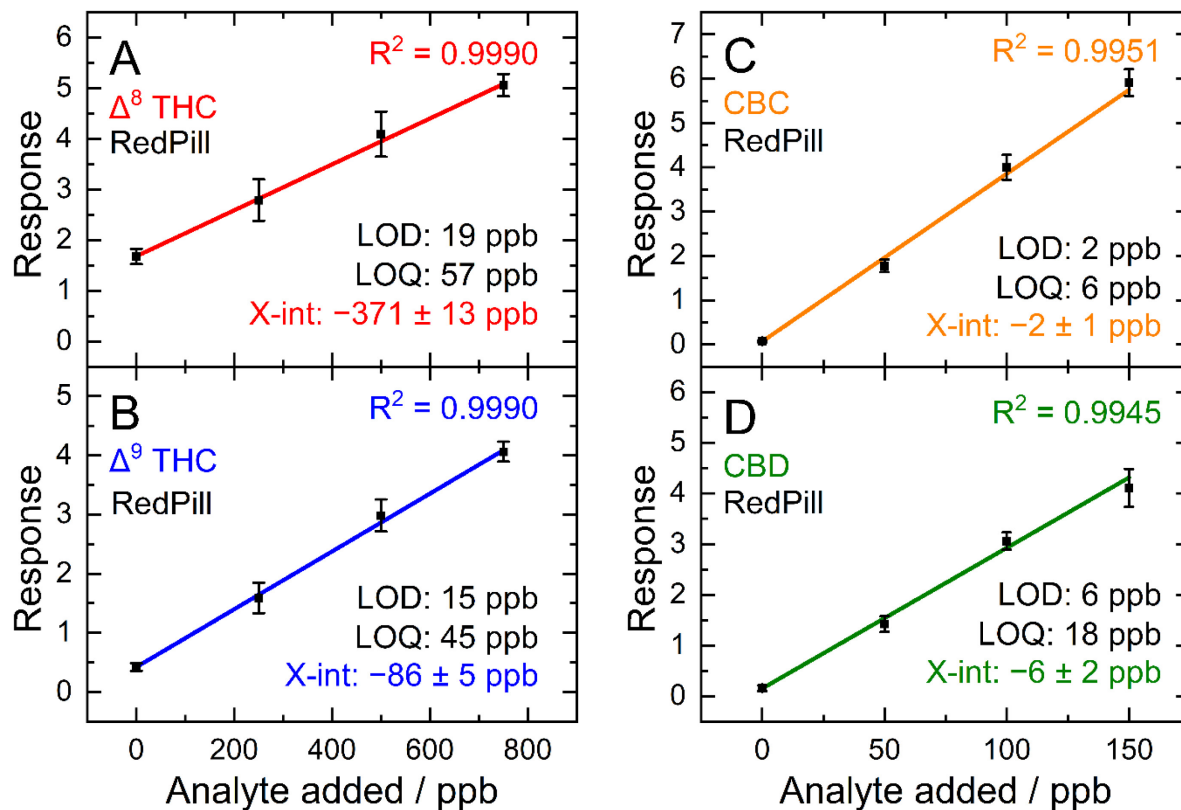 A
R² = 0.9990
Δ⁸ THC
RedPill
LOD: 19 ppb
LOQ: 57 ppb
X-int: −371 ± 13 ppb
Response
6
5
4
3
2
1
0
B
R² = 0.9990
Δ⁹ THC
RedPill
LOD: 15 ppb
LOQ: 45 ppb
X-int: −86 ± 5 ppb
Response
5
4
3
2
1
0
0 200 400 600 800
Analyte added / ppb
C
R² = 0.9951
CBC
RedPill
LOD: 2 ppb
LOQ: 6 ppb
X-int: −2 ± 1 ppb
Response
7
6
5
4
3
2
1
0
D
R² = 0.9945
CBD
RedPill
LOD: 6 ppb
LOQ: 18 ppb
X-int: −6 ± 2 ppb
Response
6
5
4
3
2
1
0
0 50 100 150
Analyte added / ppb